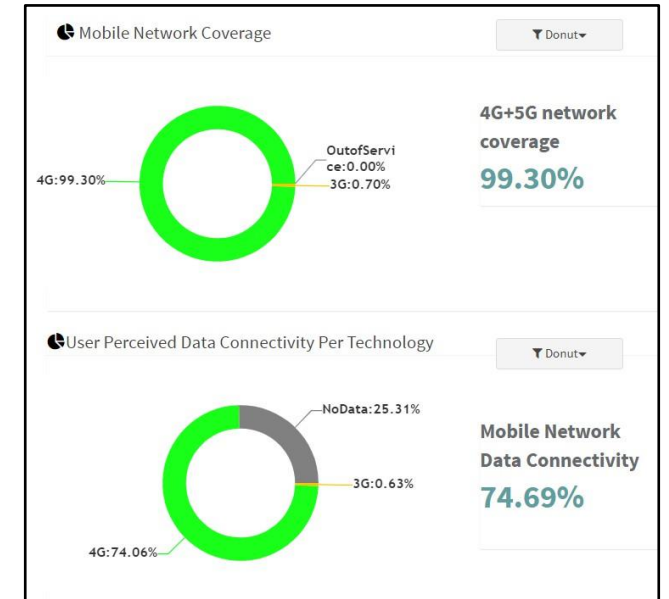 Mobile Network Coverage
Donut
4G+5G network
coverage
99.30%
OutofServi
ce:0.00%
4G:99.30%
3G:0.70%
User Perceived Data Connectivity Per Technology
Donut
NoData:25.31%
Mobile Network
Data Connectivity
74.69%
3G:0.63%
4G:74.06%